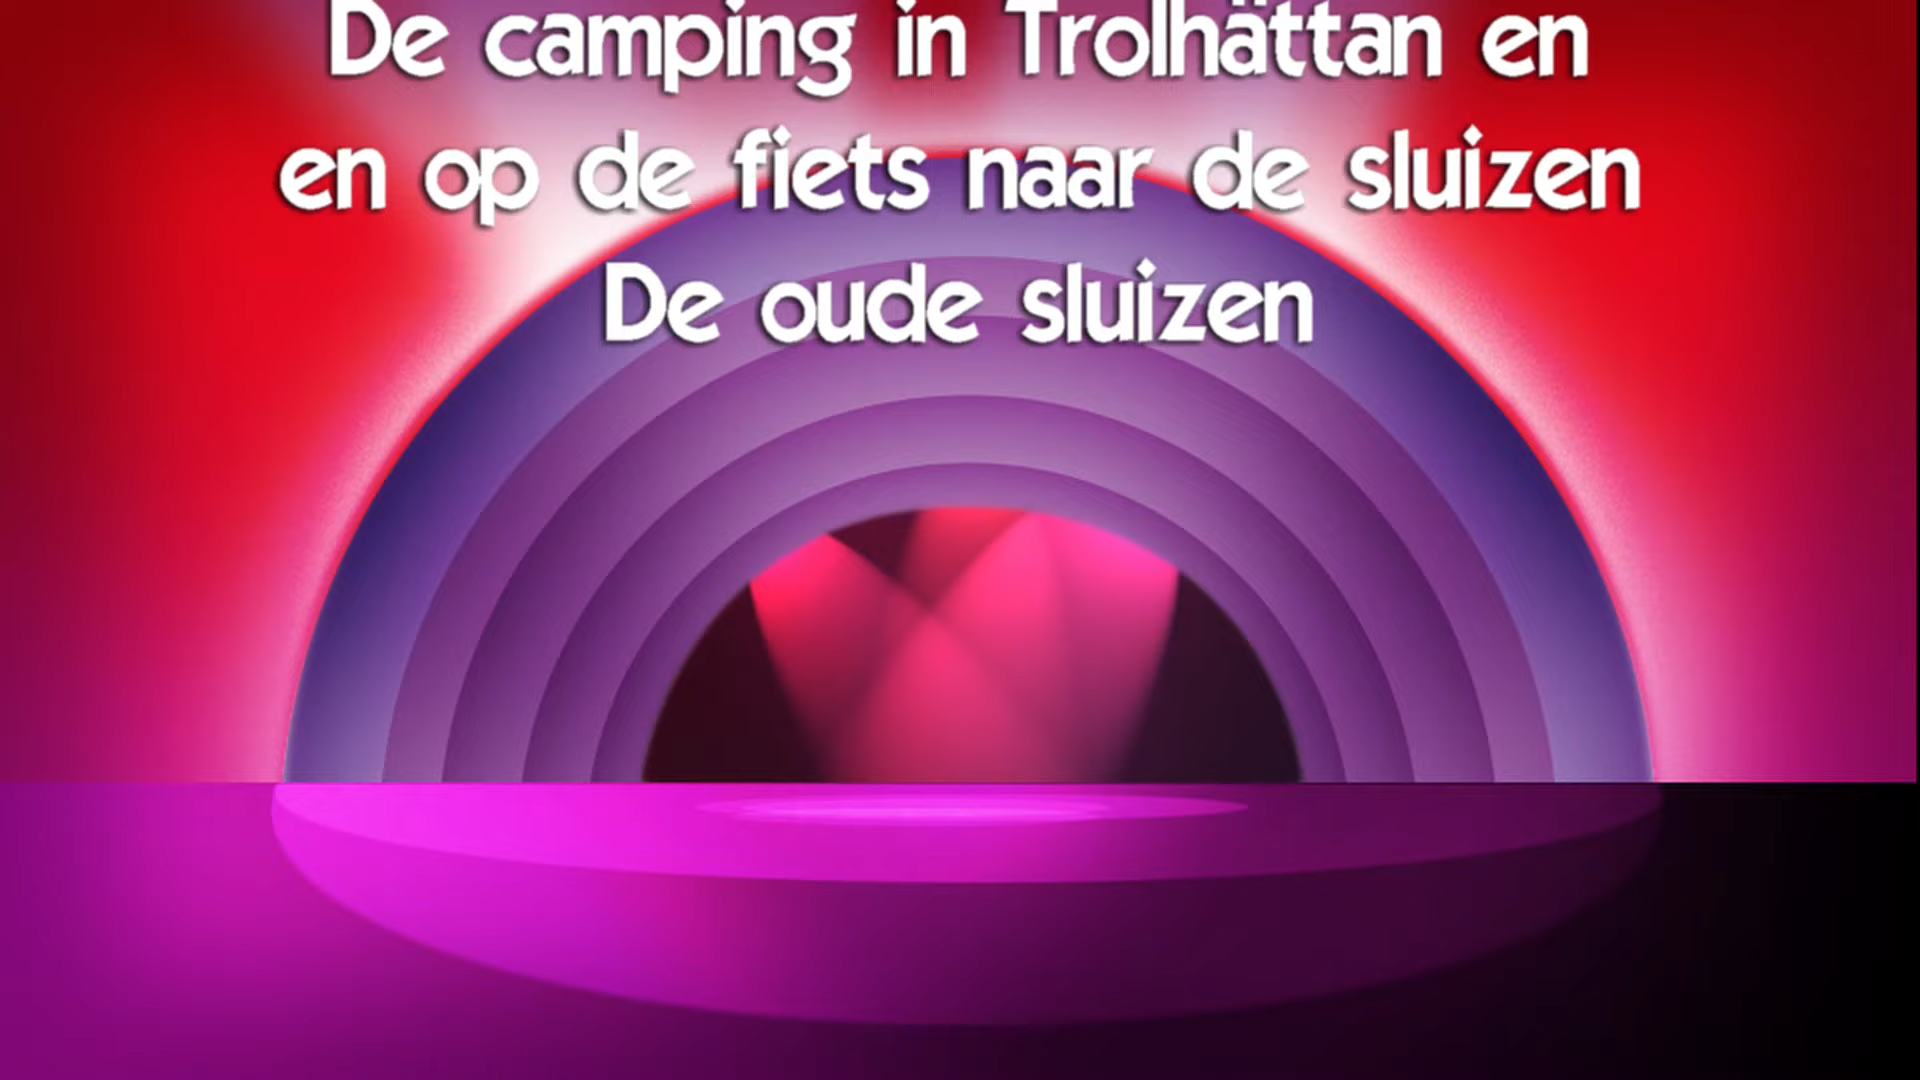 De camping in Trolhättan en
en op de fiets naar de sluizen
De oude sluizen